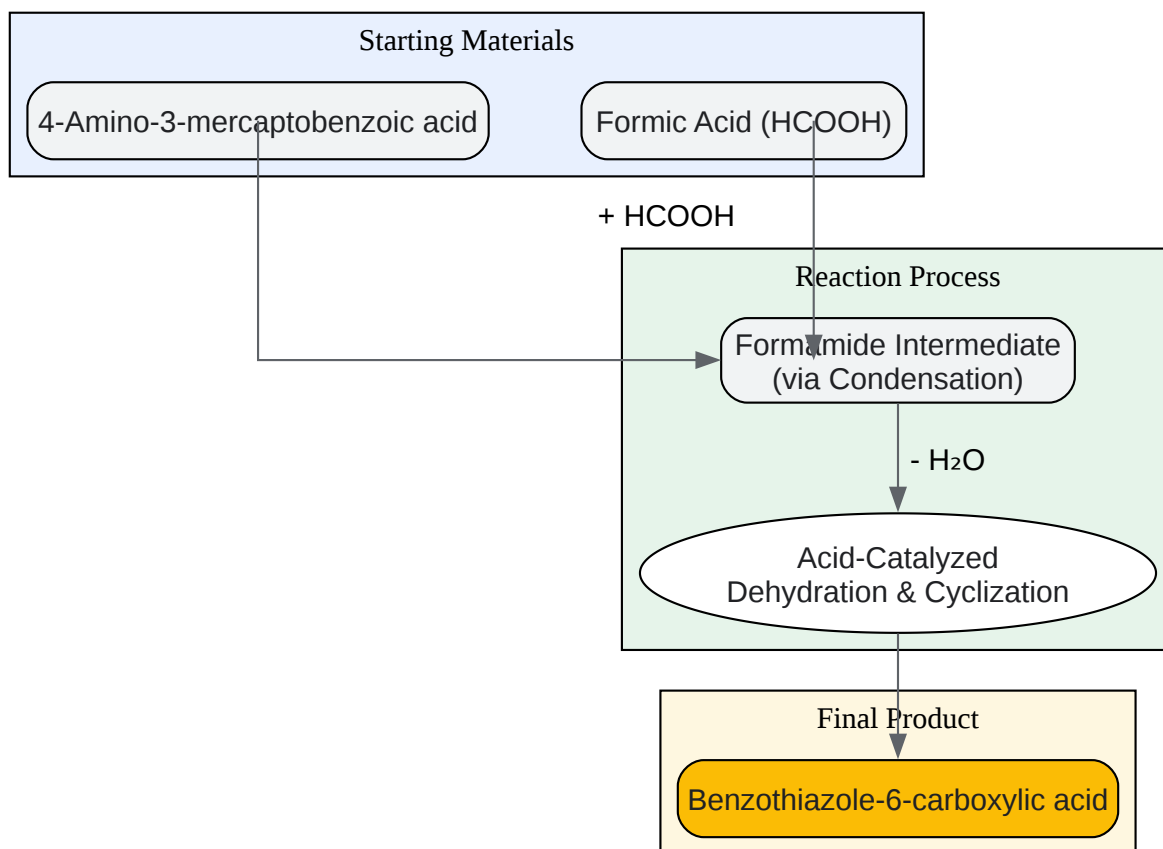 Starting Materials
4-Amino-3-mercaptobenzoic acid
Formic Acid (HCOOH)
+ HCOOH
Reaction Process
Formamide Intermediate
(via Condensation)
- H₂O
Acid-Catalyzed
Dehydration & Cyclization
Final Product
Benzothiazole-6-carboxylic acid